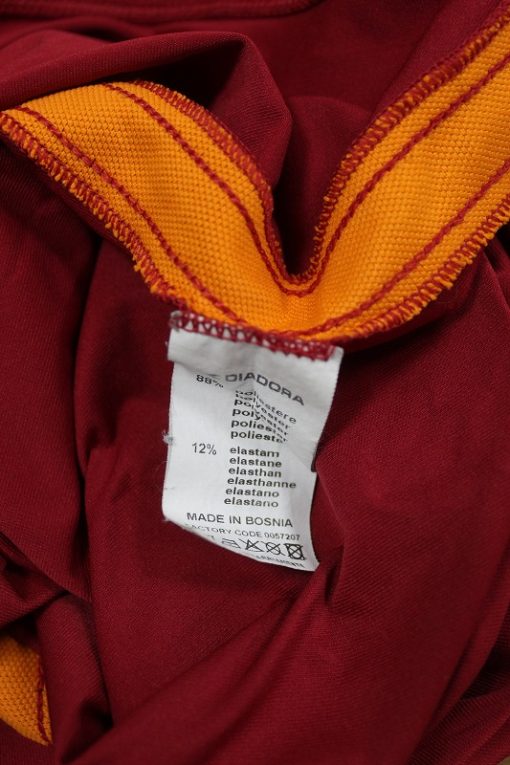 DIADORA
88% poliestere
polyester
polyester
poliester
poliester
12% elastam
elastane
elasthan
elasthanne
elastano
elastano
MADE IN BOSNIA
FACTORY CODE 0057207